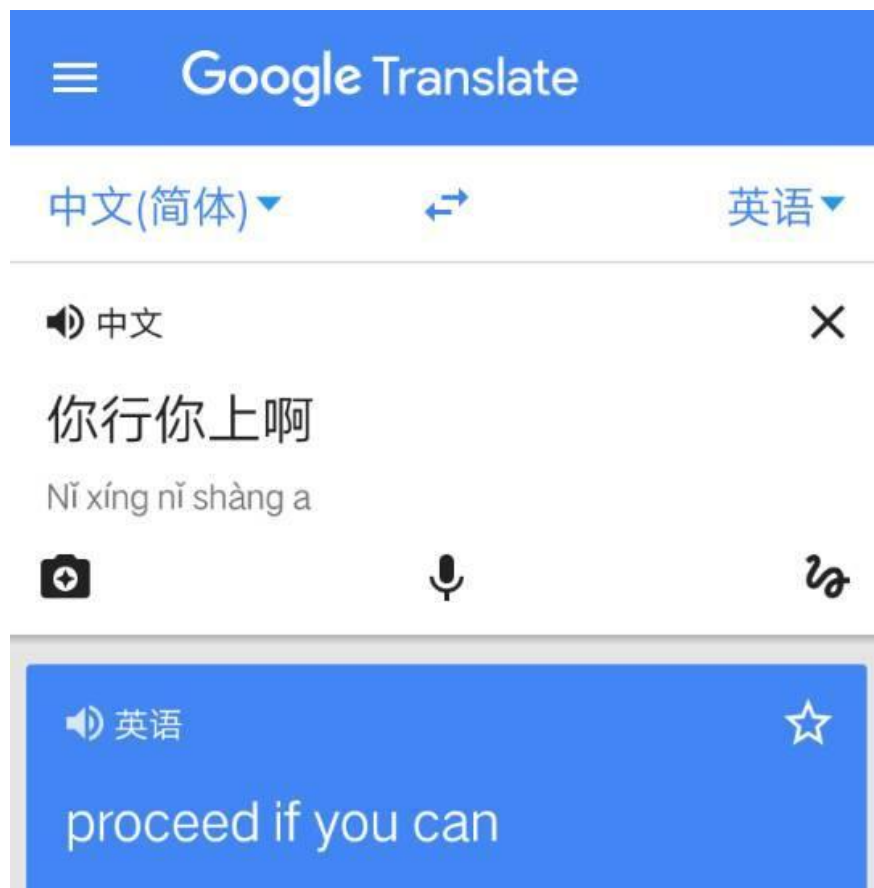 Google Translate
中文(简体) 英语
中文
你行你上啊
Nǐ xíng nǐ shàng a
英语
proceed if you can